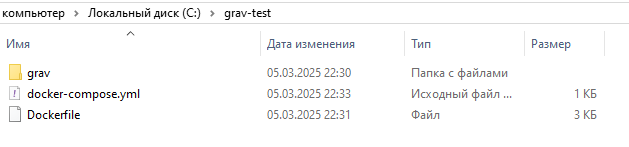 компьютер > Локальный диск (C:) > grav-test
Имя Дата изменения Тип Размер
grav 05.03.2025 22:30 Папка с файлами
docker-compose.yml 05.03.2025 22:33 Исходный файл ... 1 КБ
Dockerfile 05.03.2025 22:31 Файл 3 КБ